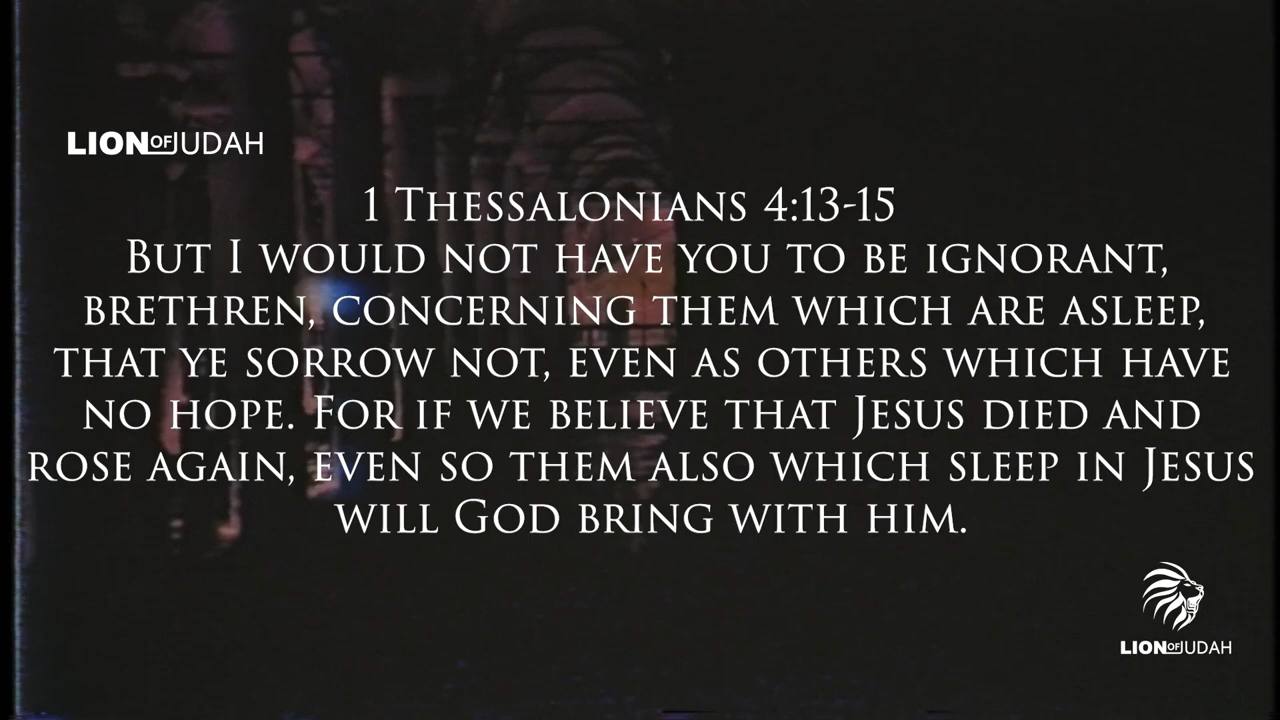 LION OF JUDAH
1 Thessalonians 4:13-15
But I would not have you to be ignorant,
brethren, concerning them which are asleep,
that ye sorrow not, even as others which have
no hope. For if we believe that Jesus died and
rose again, even so them also which sleep in Jesus
will God bring with him.
LION OF JUDAH